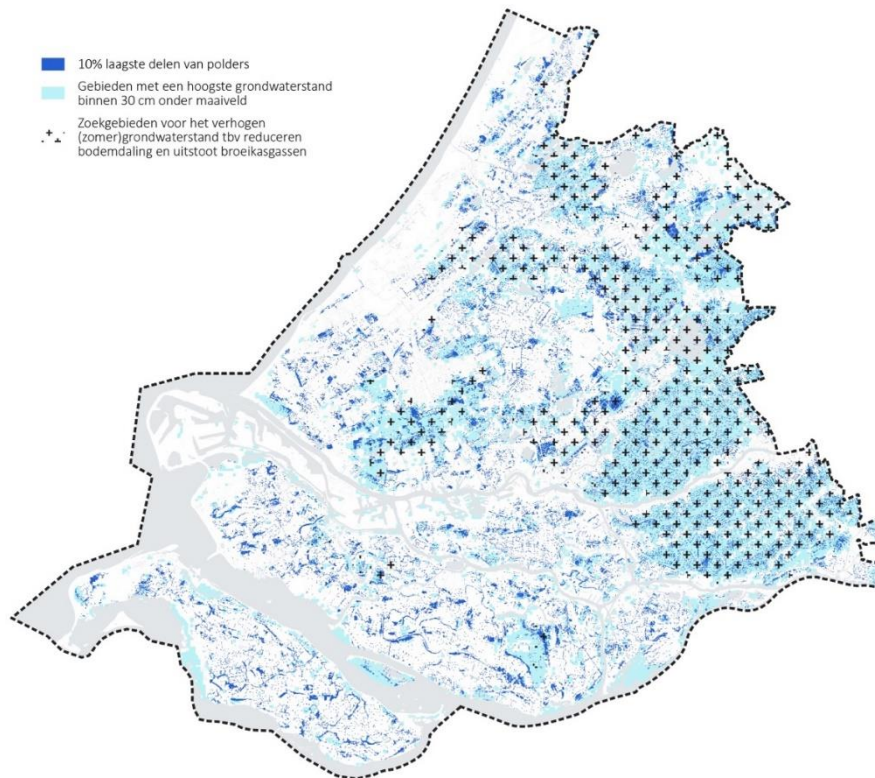 10% laagste delen van polders
Gebieden met een hoogste grondwaterstand
binnen 30 cm onder maaiveld
Zoekgebieden voor het verhogen
(zomer)grondwaterstand tbv reduceren
bodemdaling en uitstoot broeikasgassen